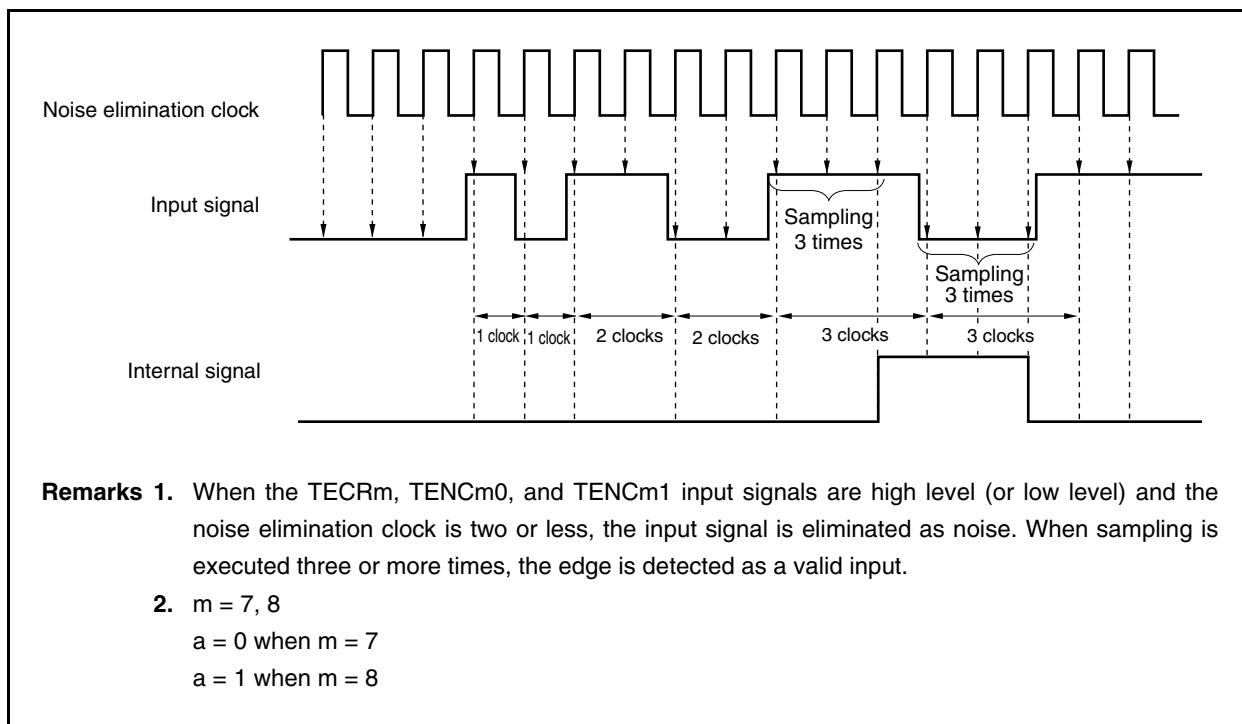 Noise elimination clock
Input signal
Sampling
3 times
Sampling
3 times
1 clock 1 clock 2 clocks 2 clocks 3 clocks 3 clocks
Internal signal
Remarks 1. When the TECRm, TENCm0, and TENCm1 input signals are high level (or low level) and the
noise elimination clock is two or less, the input signal is eliminated as noise. When sampling is
executed three or more times, the edge is detected as a valid input.
2. m = 7, 8
a = 0 when m = 7
a = 1 when m = 8